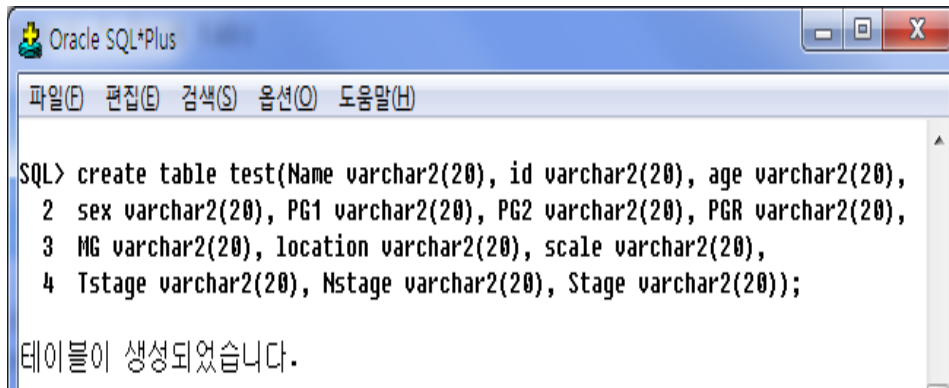 Oracle SQL*Plus
파일(F) 편집(E) 검색(S) 옵션(O) 도움말(H)
SQL> create table test(Name varchar2(20), id varchar2(20), age varchar2(20),
2 sex varchar2(20), PG1 varchar2(20), PG2 varchar2(20), PGR varchar2(20),
3 MG varchar2(20), location varchar2(20), scale varchar2(20),
4 Tstage varchar2(20), Nstage varchar2(20), Stage varchar2(20));
테이블이 생성되었습니다.